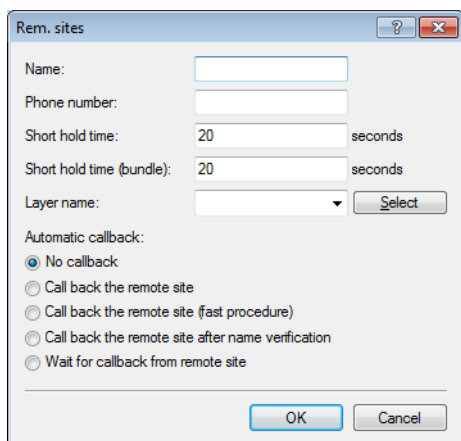 Rem. sites
Name:
Phone number:
Short hold time: 20 seconds
Short hold time (bundle): 20 seconds
Layer name: Select
Automatic callback:
No callback
Call back the remote site
Call back the remote site (fast procedure)
Call back the remote site after name verification
Wait for callback from remote site
OK Cancel